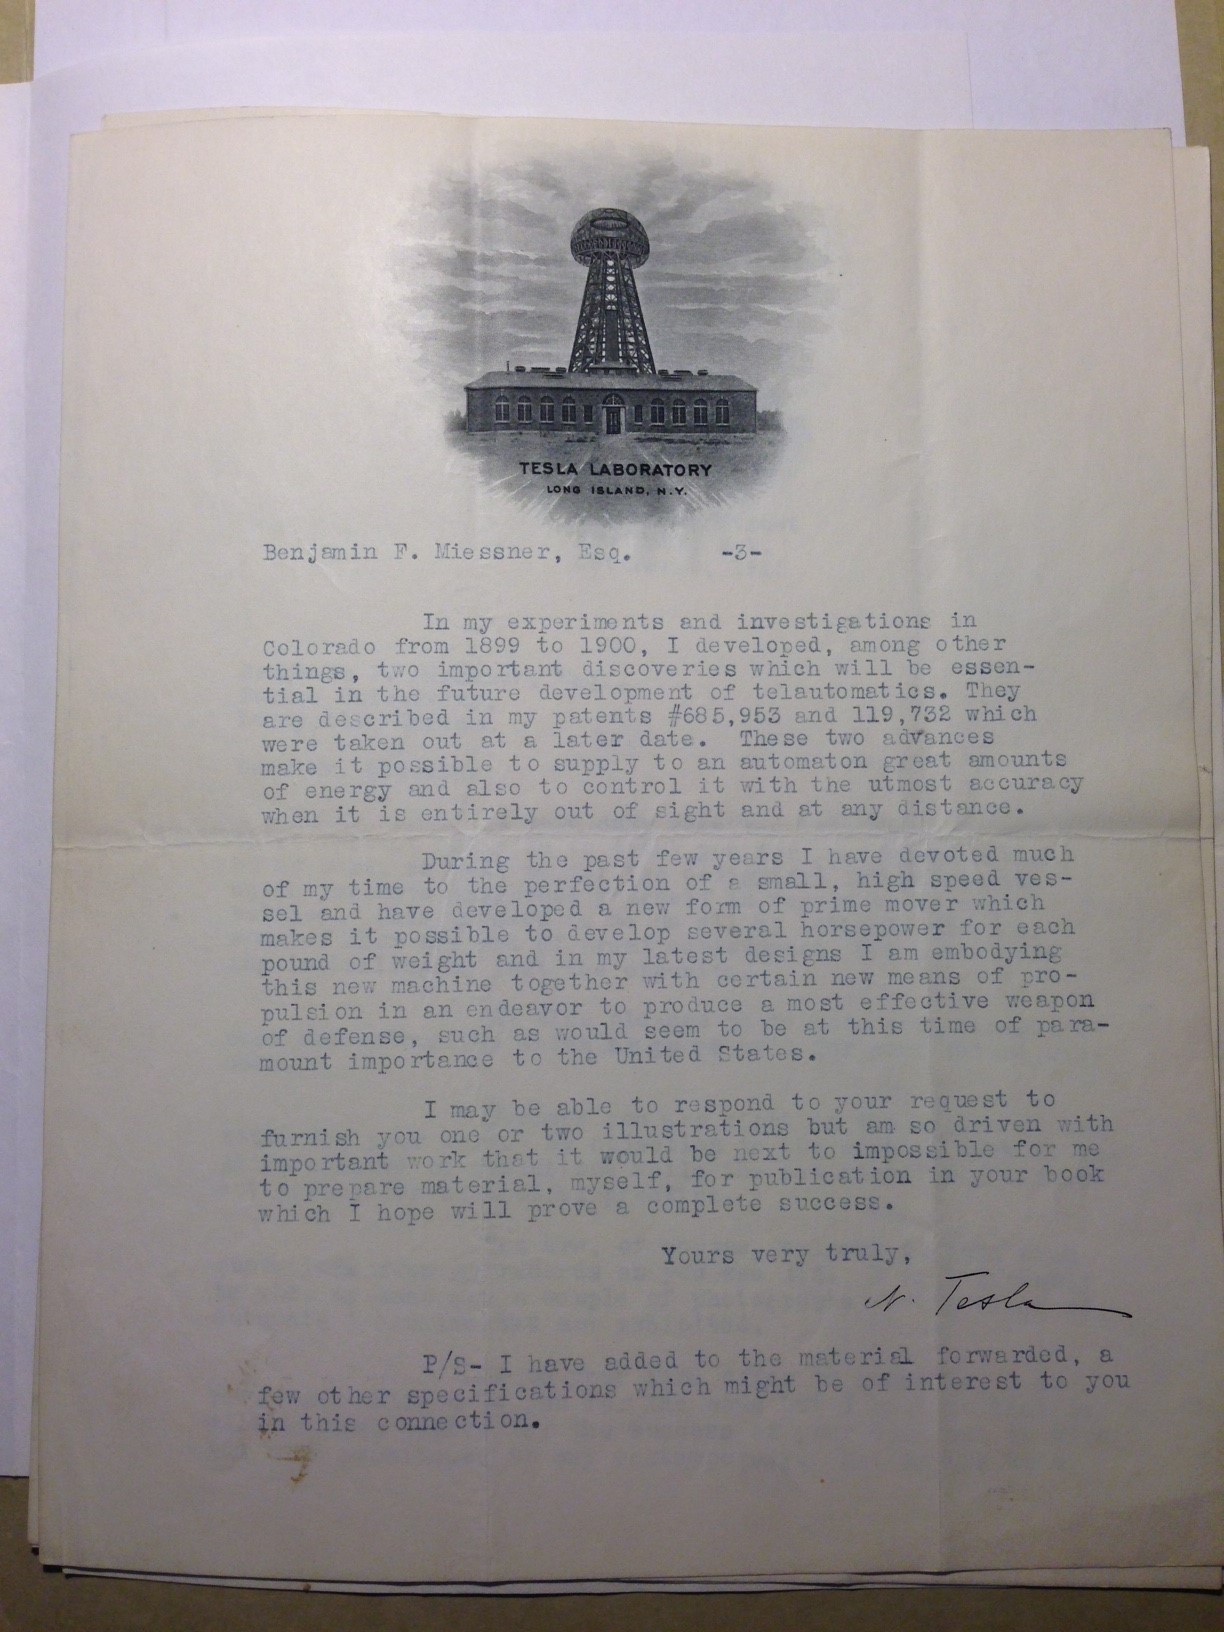 TESLA LABORATORY
LONG ISLAND, N.Y.
Benjamin F. Miessner, Esq. -3-
In my experiments and investigations in
Colorado from 1899 to 1900, I developed, among other
things, two important discoveries which will be essen-
tial in the future development of telautomatics. They
are described in my patents #685,953 and 119,732 which
were taken out at a later date. These two advances
make it possible to supply to an automaton great amounts
of energy and also to control it with the utmost accuracy
when it is entirely out of sight and at any distance.
During the past few years I have devoted much
of my time to the perfection of a small, high speed ves-
sel and have developed a new form of prime mover which
makes it possible to develop several horsepower for each
pound of weight and in my latest designs I am embodying
this new machine together with certain new means of pro-
pulsion in an endeavor to produce a most effective weapon
of defense, such as would seem to be at this time of para-
mount importance to the United States.
I may be able to respond to your request to
furnish you one or two illustrations but am so driven with
important work that it would be next to impossible for me
to prepare material, myself, for publication in your book
which I hope will prove a complete success.
Yours very truly,
N. Tesla
P/S- I have added to the material forwarded, a
few other specifications which might be of interest to you
in this connection.